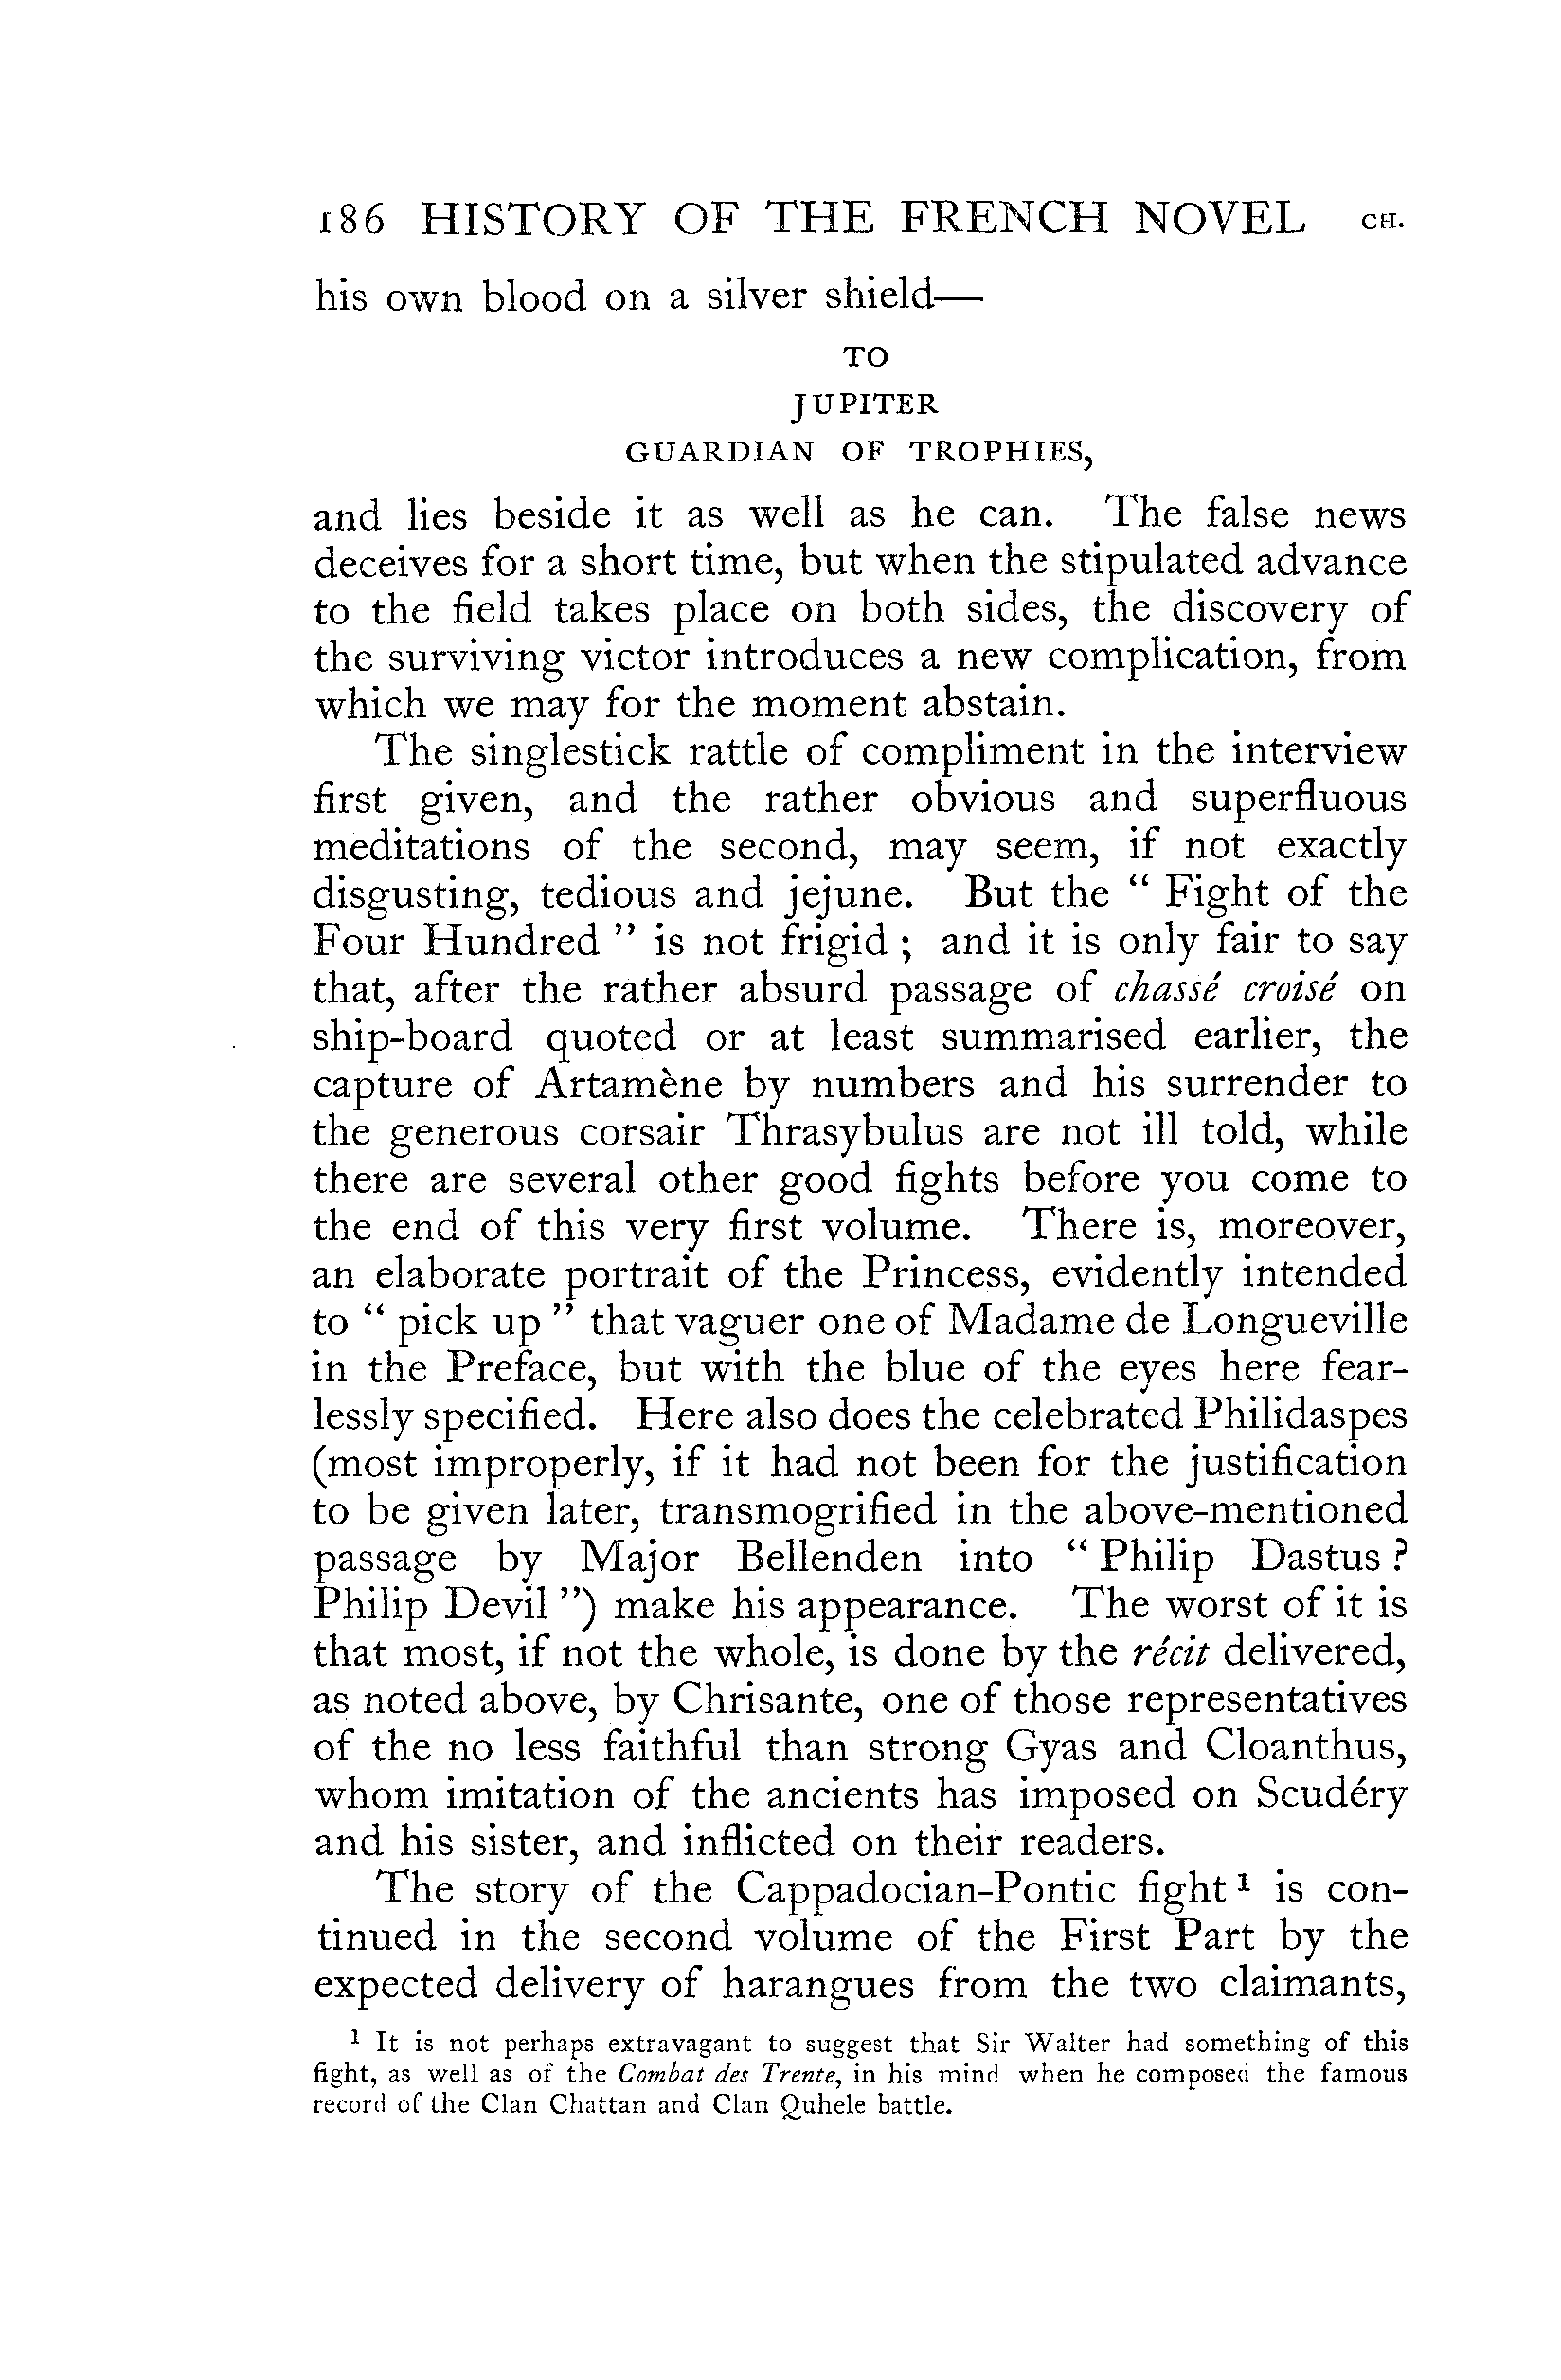 186 HISTORY OF THE FRENCH NOVEL CH.
his own blood on a silver shield—
TO
JUPITER
GUARDIAN OF TROPHIES,
and lies beside it as well as he can. The false news
deceives for a short time, but when the stipulated advance
to the field takes place on both sides, the discovery of
the surviving victor introduces a new complication, from
which we may for the moment abstain.
The singlestick rattle of compliment in the interview
first given, and the rather obvious and superfluous
meditations of the second, may seem, if not exactly
disgusting, tedious and jejune. But the “ Fight of the
Four Hundred ” is not frigid ; and it is only fair to say
that, after the rather absurd passage of chassé croisé on
ship-board quoted or at least summarised earlier, the
capture of Artamène by numbers and his surrender to
the generous corsair Thrasybulus are not ill told, while
there are several other good fights before you come to
the end of this very first volume. There is, moreover,
an elaborate portrait of the Princess, evidently intended
to “ pick up ” that vaguer one of Madame de Longueville
in the Preface, but with the blue of the eyes here fear-
lessly specified. Here also does the celebrated Philidaspes
(most improperly, if it had not been for the justification
to be given later, transmogrified in the above-mentioned
passage by Major Bellenden into “ Philip Dastus ?
Philip Devil ”) make his appearance. The worst of it is
that most, if not the whole, is done by the récit delivered,
as noted above, by Chrisante, one of those representatives
of the no less faithful than strong Gyas and Cloanthus,
whom imitation of the ancients has imposed on Scudéry
and his sister, and inflicted on their readers.
The story of the Cappadocian-Pontic fight ¹ is con-
tinued in the second volume of the First Part by the
expected delivery of harangues from the two claimants,
¹ It is not perhaps extravagant to suggest that Sir Walter had something of this
fight, as well as of the Combat des Trente, in his mind when he composed the famous
record of the Clan Chattan and Clan Quhele battle.